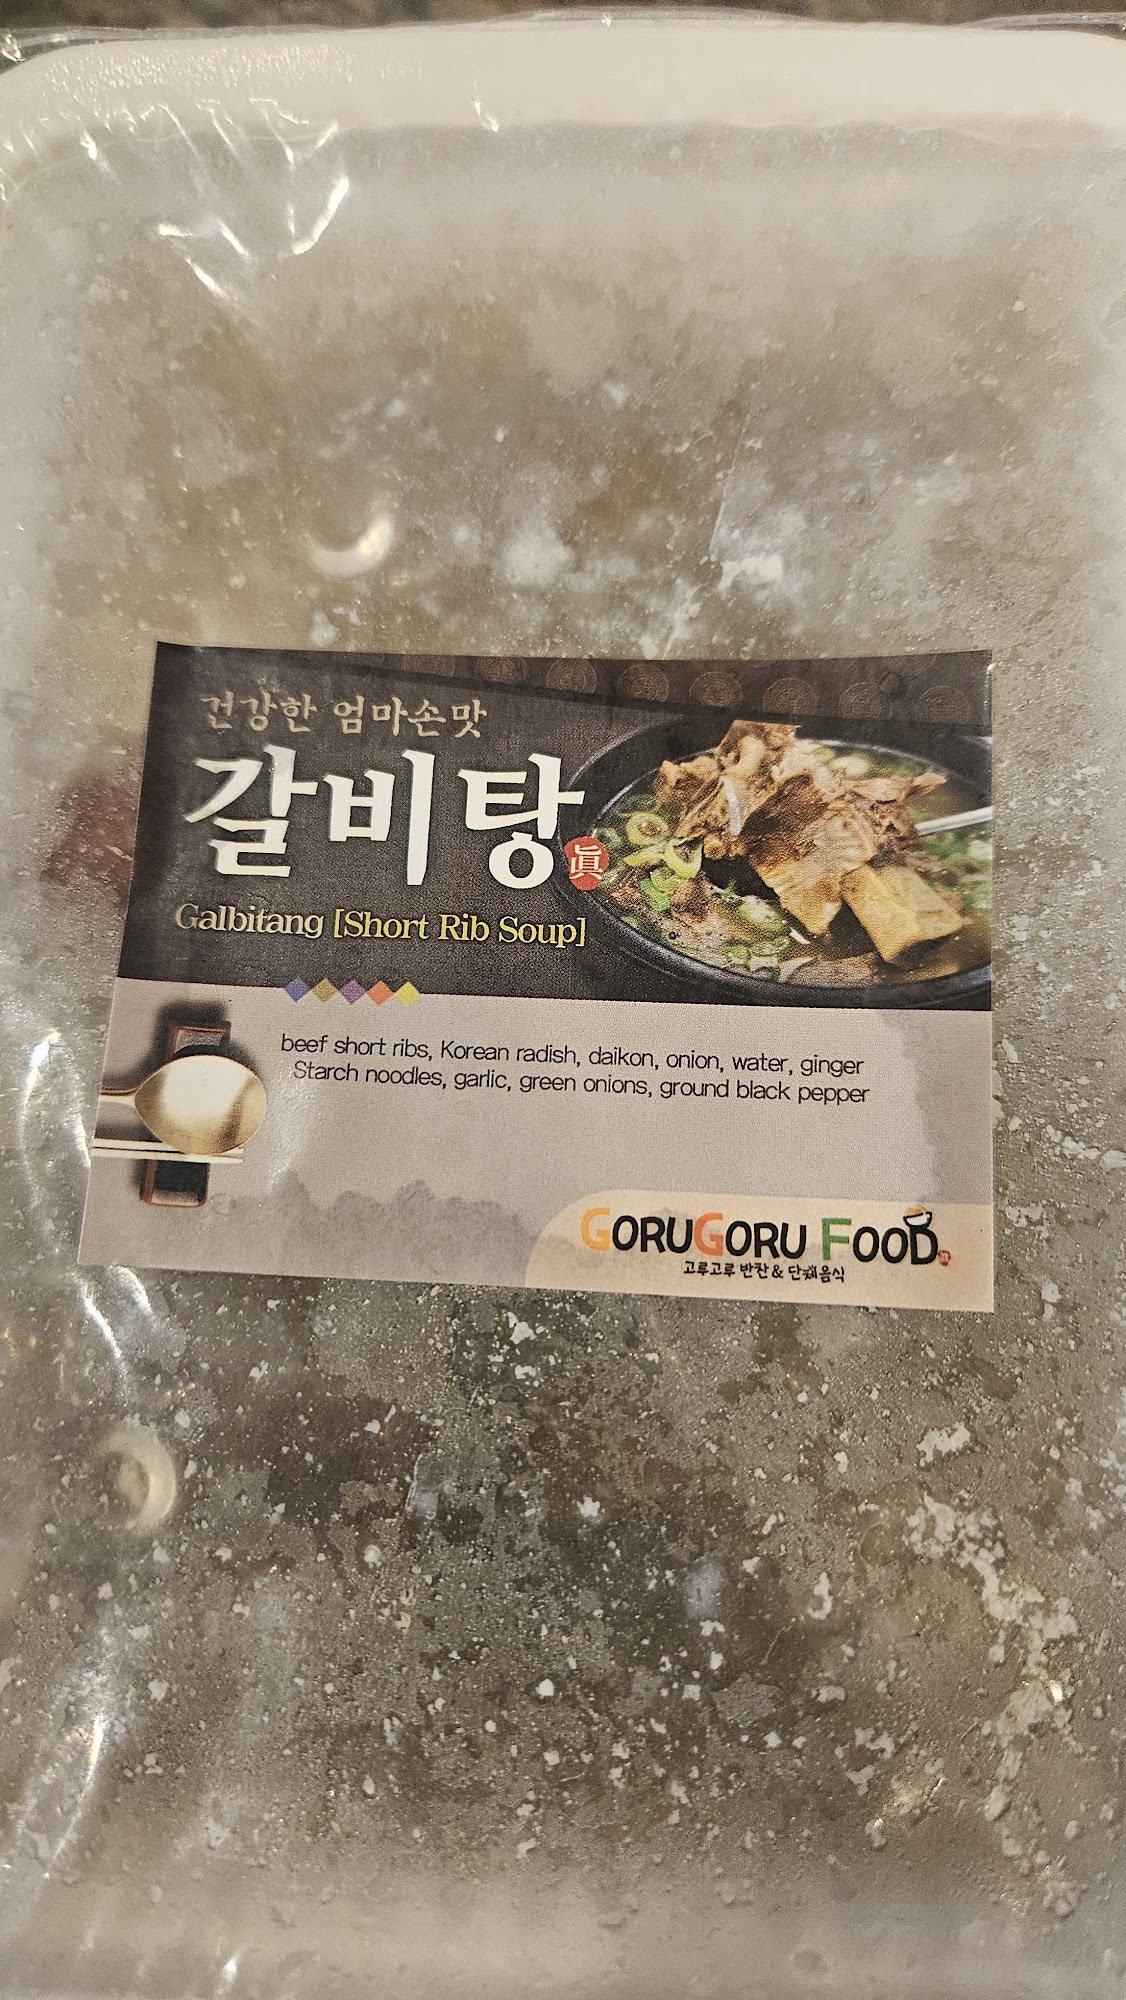 건강한 엄마손맛
갈비탕
眞
Galbitang [Short Rib Soup]
beef short ribs, Korean radish, daikon, onion, water, ginger
Starch noodles, garlic, green onions, ground black pepper
GORUGORU FOOD
고루고루 반찬 & 단체음식